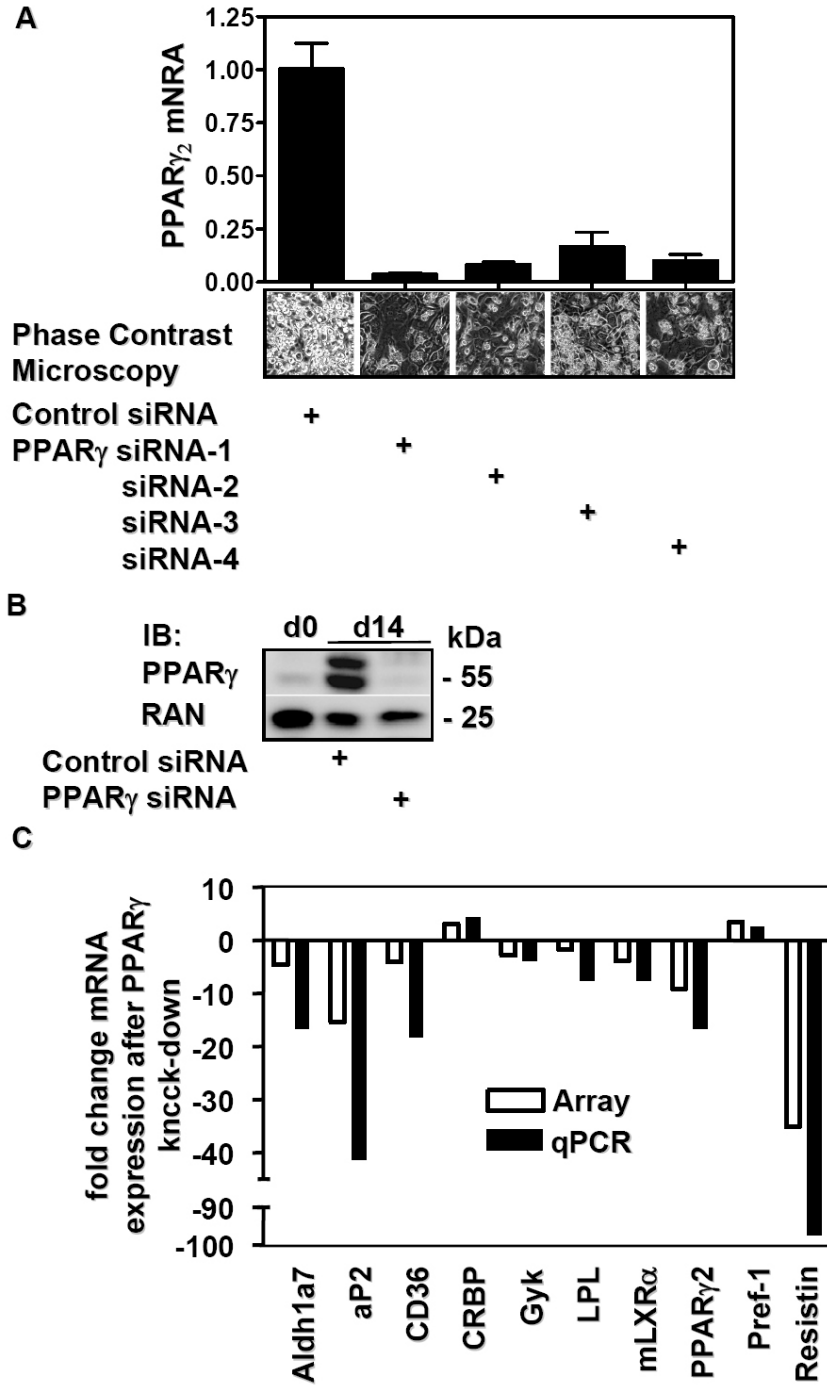 A
PPARγ2 mNRA
1.25
1.00
0.75
0.50
0.25
0.00
Phase Contrast
Microscopy
Control siRNA +
PPARγ siRNA-1 +
siRNA-2 +
siRNA-3 +
siRNA-4 +
B
IB: d0 d14 kDa
PPARγ - 55
RAN - 25
Control siRNA +
PPARγ siRNA +
C
fold change mRNA
expression after PPARγ
kncck-down
10
0
-10
-20
-30
-40
-90
-100
Array
qPCR
Aldh1a7
aP2
CD36
CRBP
Gyk
LPL
mLXRα
PPARγ2
Pref-1
Resistin